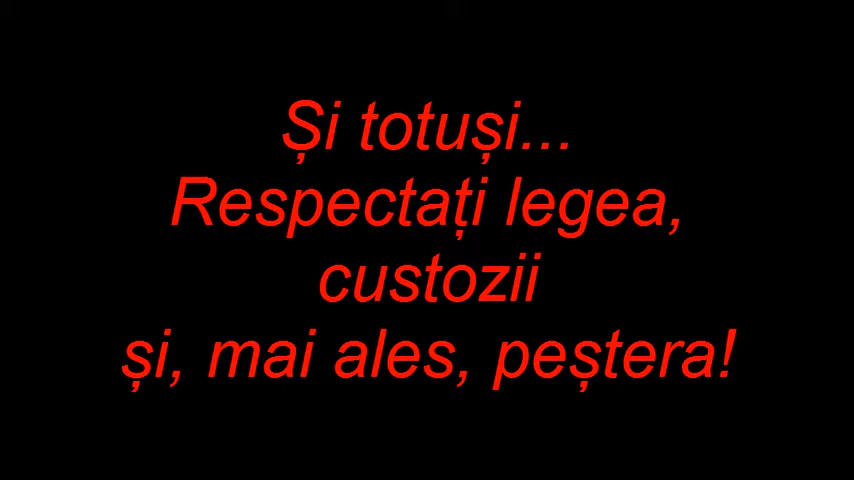 Și totuși...
Respectați legea,
custozii
și, mai ales, peștera!